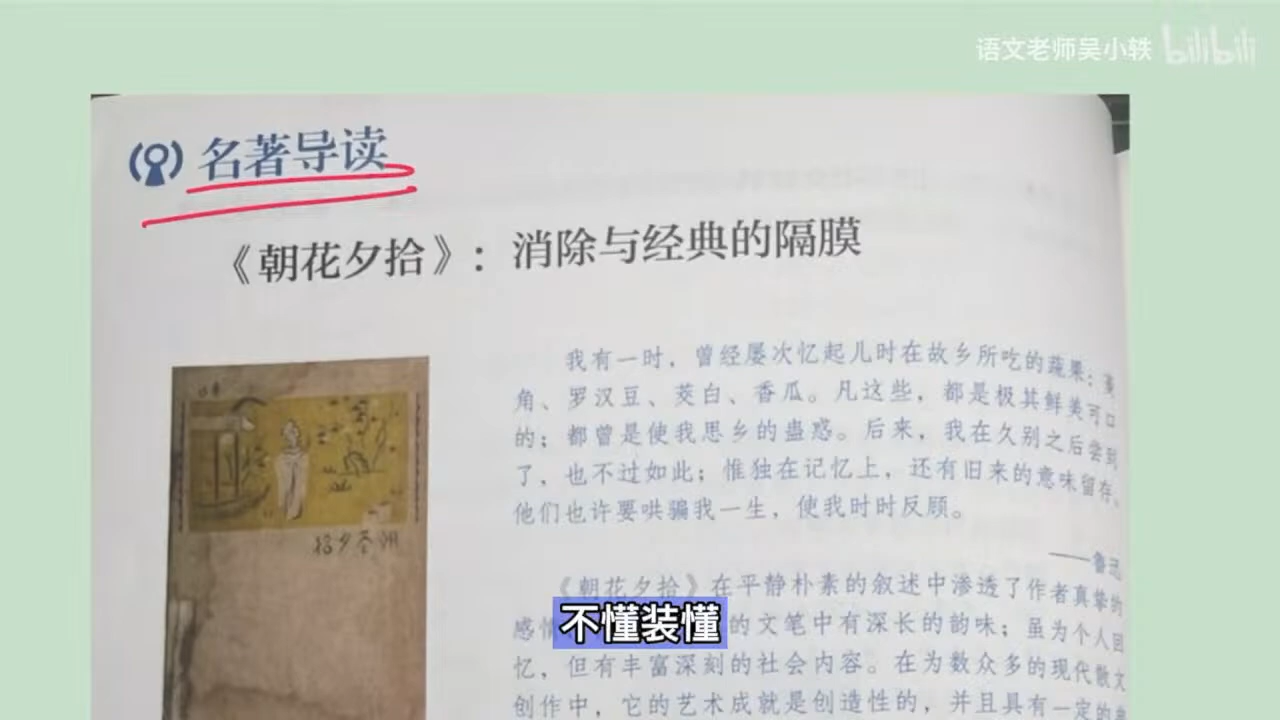 语文老师吴小轶 bilibili
名著导读
《朝花夕拾》：消除与经典的隔膜
我有一时，曾经屡次忆起儿时在故乡所吃的蔬果：菱
角、罗汉豆、茭白、香瓜。凡这些，都是极其鲜美可口
的；都曾是使我思乡的蛊惑。后来，我在久别之后尝到
了，也不过如此；惟独在记忆上，还有旧来的意味留存。
他们也许要哄骗我一生，使我时时反顾。
——鲁迅
《朝花夕拾》在平静朴素的叙述中渗透了作者真挚的
感情
不懂装懂
的文笔中有深长的韵味；虽为个人回
忆，但有丰富深刻的社会内容。在为数众多的现代散文
创作中，它的艺术成就是创造性的，并且具有一定的